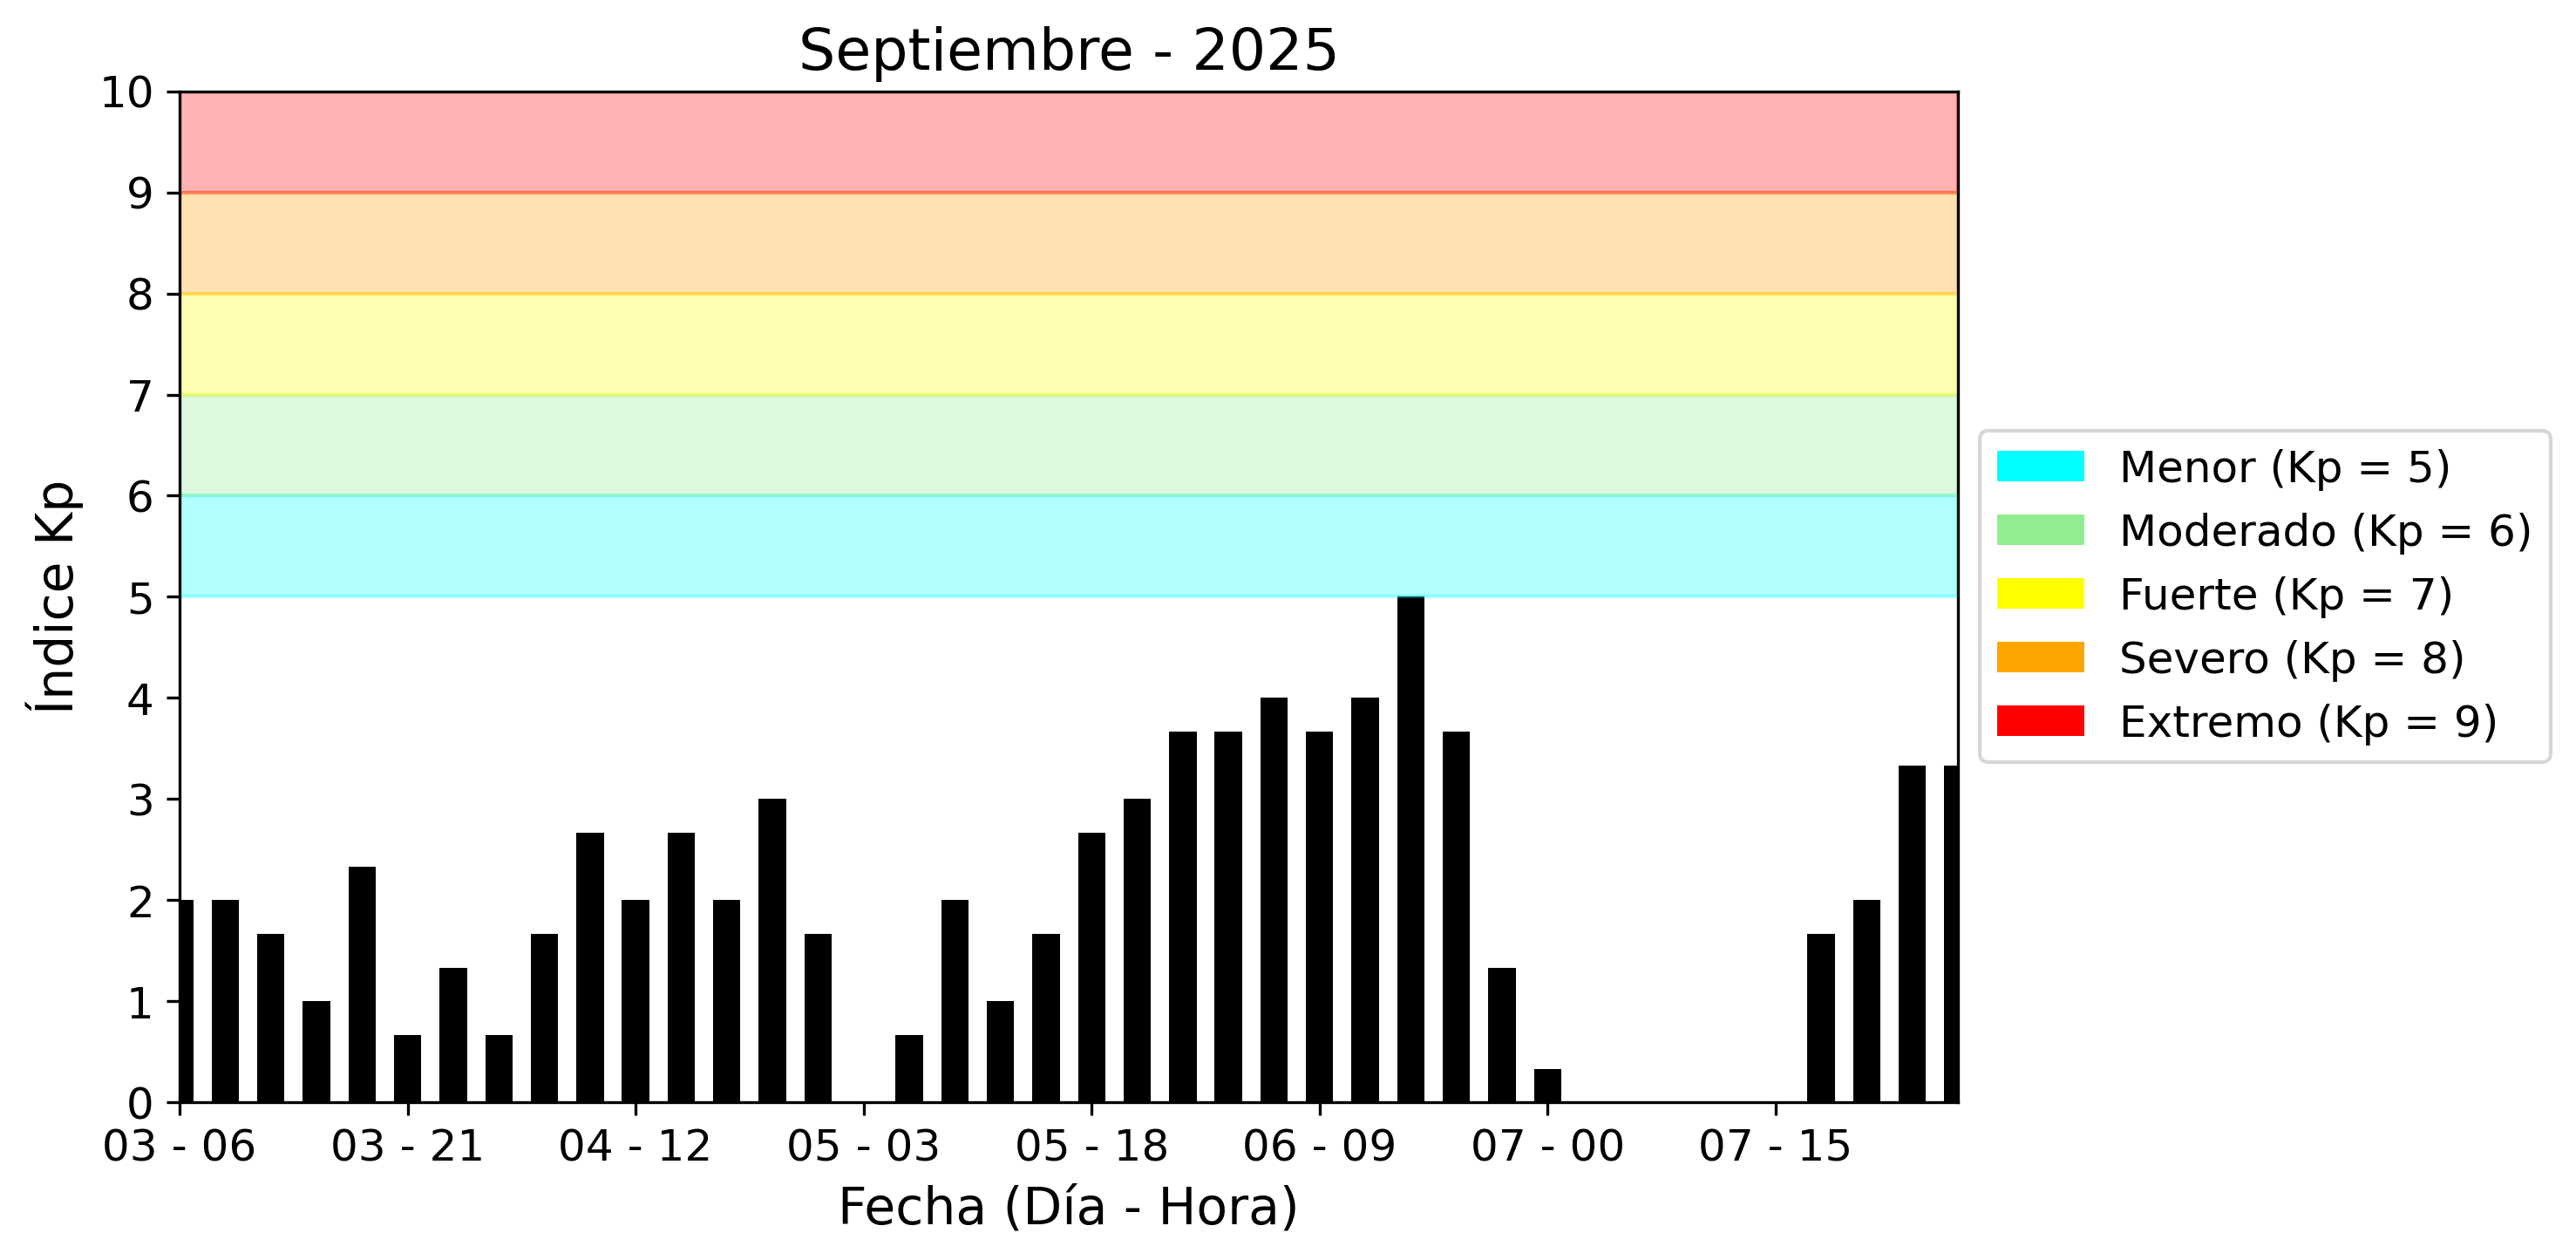 Septiembre - 2025
Índice Kp
10
9
8
7
6
5
4
3
2
1
0
03 - 06
03 - 21
04 - 12
05 - 03
05 - 18
06 - 09
07 - 00
07 - 15
Fecha (Día - Hora)
Menor (Kp = 5)
Moderado (Kp = 6)
Fuerte (Kp = 7)
Severo (Kp = 8)
Extremo (Kp = 9)